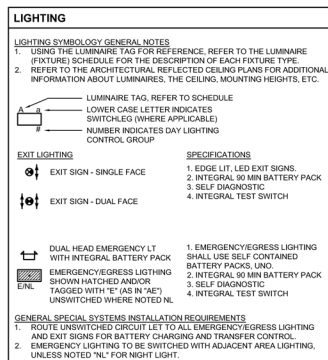 LIGHTING
LIGHTING SYMBOLOGY GENERAL NOTES
1. USING THE LUMINAIRE TAG FOR REFERENCE, REFER TO THE LUMINAIRE
(FIXTURE) SCHEDULE FOR THE DESCRIPTION OF EACH FIXTURE TYPE.
2. REFER TO THE ARCHITECTURAL REFLECTED CEILING PLANS FOR ADDITIONAL
INFORMATION ABOUT LUMINAIRES, THE CEILING, MOUNTING HEIGHTS, ETC.
LUMINAIRE TAG, REFER TO SCHEDULE
A a
LOWER CASE LETTER INDICATES
SWITCHLEG (WHERE APPLICABLE)
#
NUMBER INDICATES DAY LIGHTING
CONTROL GROUP
EXIT LIGHTING
SPECIFICATIONS
EXIT SIGN - SINGLE FACE
EXIT SIGN - DUAL FACE
1. EDGE LIT, LED EXIT SIGNS,
2. INTEGRAL 90 MIN BATTERY PACK
3. SELF DIAGNOSTIC
4. INTEGRAL TEST SWITCH
DUAL HEAD EMERGENCY LT
WITH INTEGRAL BATTERY PACK
E/NL
EMERGENCY/EGRESS LIGTHING
SHOWN HATCHED AND/OR
TAGGED WITH "E" (AS IN "AE")
UNSWITCHED WHERE NOTED NL
1. EMERGENCY/EGRESS LIGHTING
SHALL USE SELF CONTAINED
BATTERY PACKS, UNO.
2. INTEGRAL 90 MIN BATTERY PACK
3. SELF DIAGNOSTIC
4. INTEGRAL TEST SWITCH
GENERAL SPECIAL SYSTEMS INSTALLATION REQUIREMENTS
1. ROUTE UNSWITCHED CIRCUIT LET TO ALL EMERGENCY/EGRESS LIGHTING
AND EXIT SIGNS FOR BATTERY CHARGING AND TRANSFER CONTROL.
2. EMERGENCY LIGHTING TO BE SWITCHED WITH ADJACENT AREA LIGHTING,
UNLESS NOTED "NL" FOR NIGHT LIGHT.